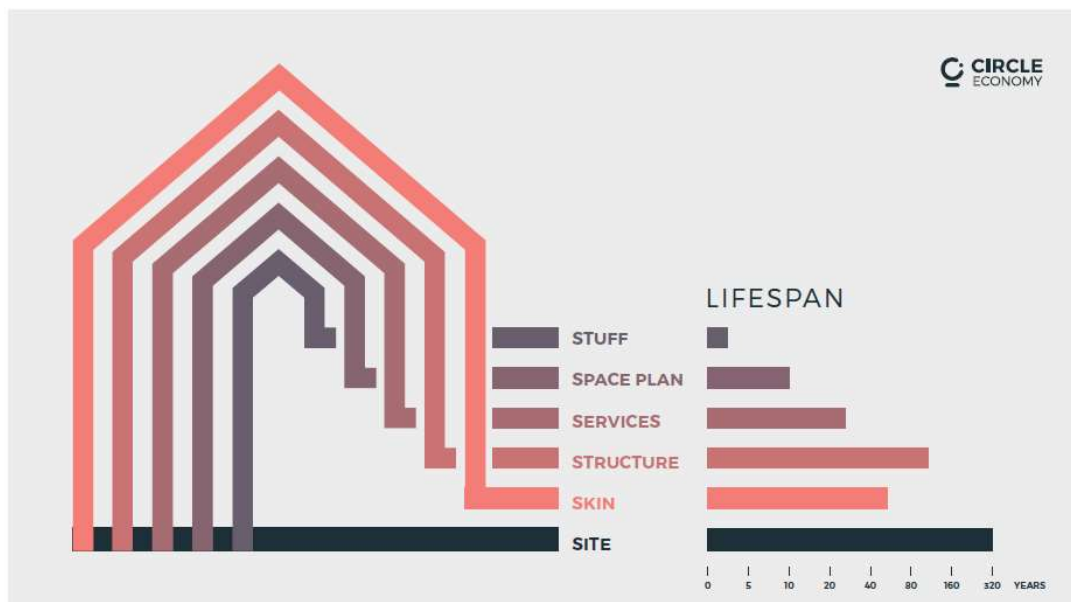 CIRCLE
ECONOMY
LIFESPAN
STUFF
SPACE PLAN
SERVICES
STRUCTURE
SKIN
SITE
0 5 10 20 40 80 160 320 YEARS